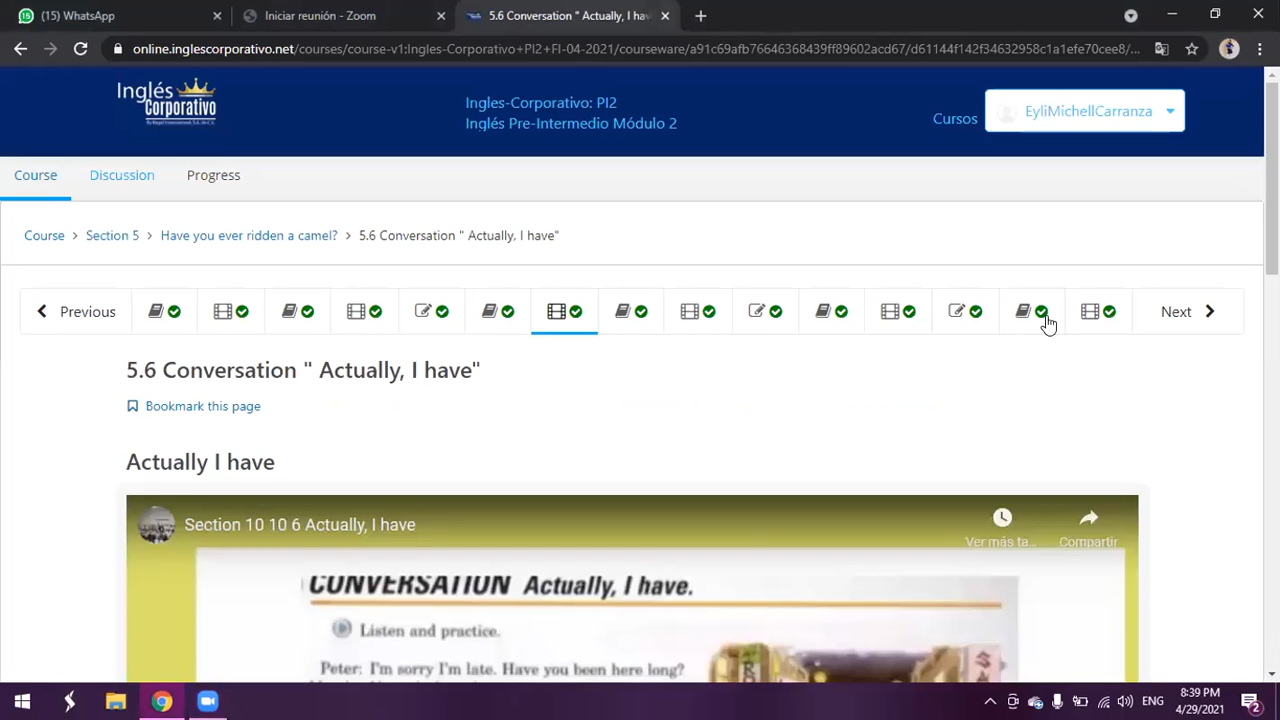 (15) WhatsApp
Iniciar reunión - Zoom
5.6 Conversation " Actually, I hav
online.inglescorporativo.net/courses/course-v1:Ingles-Corporativo+PI2+FI-04-2021/courseware/a91c69afb76646368439ff89602acd67/d61144f142f34632958c1a1efe70cee8/...
Inglés
Corporativo
Ingles-Corporativo: PI2
Inglés Pre-Intermedio Módulo 2
Cursos
EyliMichellCarranza
Course
Discussion
Progress
Course > Section 5 > Have you ever ridden a camel? > 5.6 Conversation " Actually, I have"
Previous
Next
5.6 Conversation " Actually, I have"
Bookmark this page
Actually I have
Section 10 10 6 Actually, I have
Ver más ta...
Compartir
CONVERSATION Actually, I have.
Listen and practice.
Peter: I'm sorry I'm late. Have you been here long?
ENG
8:39 PM
4/29/2021
2